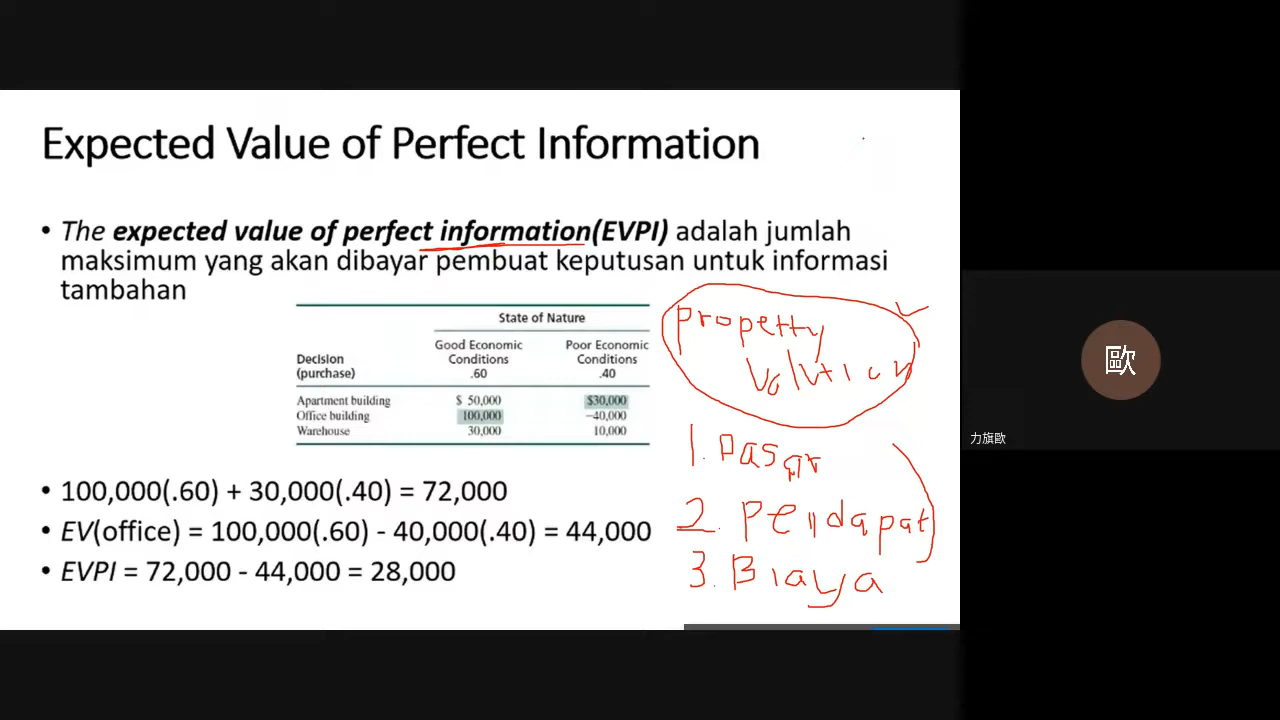 Expected Value of Perfect Information
• The expected value of perfect information(EVPI) adalah jumlah
maksimum yang akan dibayar pembuat keputusan untuk informasi
tambahan
State of Nature
Decision (purchase) Good Economic Conditions .60 Poor Economic Conditions .40
Apartment building $ 50,000 $30,000
Office building 100,000 −40,000
Warehouse 30,000 10,000
• 100,000(.60) + 30,000(.40) = 72,000
• EV(office) = 100,000(.60) - 40,000(.40) = 44,000
• EVPI = 72,000 - 44,000 = 28,000
Property
1. Pasar
2. Pendapat
3. Biaya
歐
力旗歐